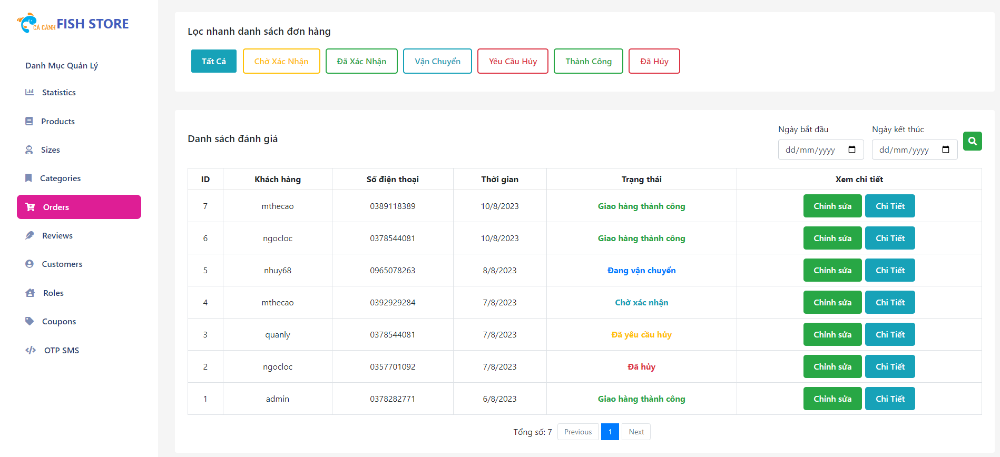 CÁ CẢNH FISH STORE
Danh Mục Quản Lý
Statistics
Products
Sizes
Categories
Orders
Reviews
Customers
Roles
Coupons
OTP SMS
Lọc nhanh danh sách đơn hàng
Tất Cả Chờ Xác Nhận Đã Xác Nhận Vận Chuyển Yêu Cầu Hủy Thành Công Đã Hủy
Danh sách đánh giá
Ngày bắt đầu Ngày kết thúc
dd/mm/yyyy dd/mm/yyyy
ID Khách hàng Số điện thoại Thời gian Trạng thái Xem chi tiết
7 mthecao 0389118389 10/8/2023 Giao hàng thành công Chỉnh sửa Chi Tiết
6 ngocloc 0378544081 10/8/2023 Giao hàng thành công Chỉnh sửa Chi Tiết
5 nhuy68 0965078263 8/8/2023 Đang vận chuyển Chỉnh sửa Chi Tiết
4 mthecao 0392929284 7/8/2023 Chờ xác nhận Chỉnh sửa Chi Tiết
3 quanly 0378544081 7/8/2023 Đã yêu cầu hủy Chỉnh sửa Chi Tiết
2 ngocloc 0357701092 7/8/2023 Đã hủy Chỉnh sửa Chi Tiết
1 admin 0378282771 6/8/2023 Giao hàng thành công Chỉnh sửa Chi Tiết
Tổng số: 7 Previous 1 Next